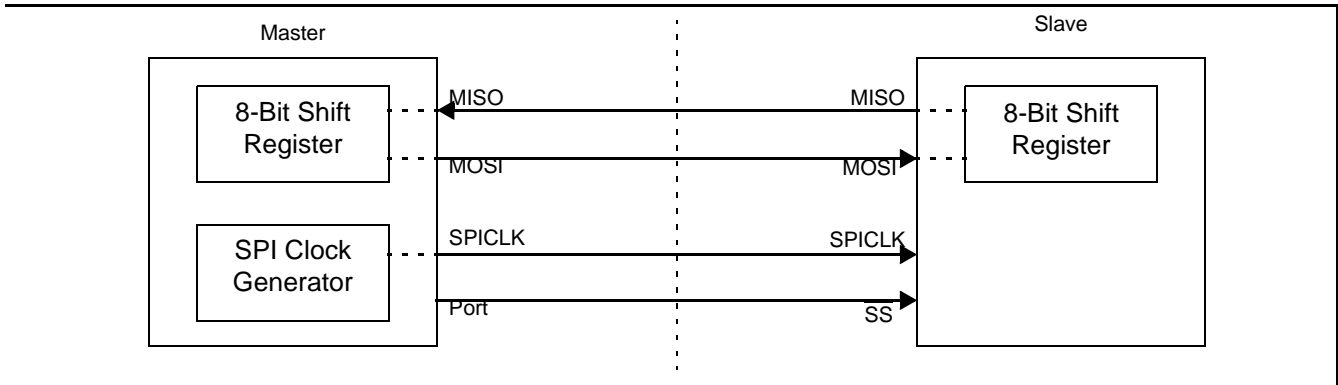 Master
Slave
8-Bit Shift
Register
MISO
MISO
8-Bit Shift
Register
MOSI
MOSI
SPI Clock
Generator
SPICLK
SPICLK
Port
S̅S̅